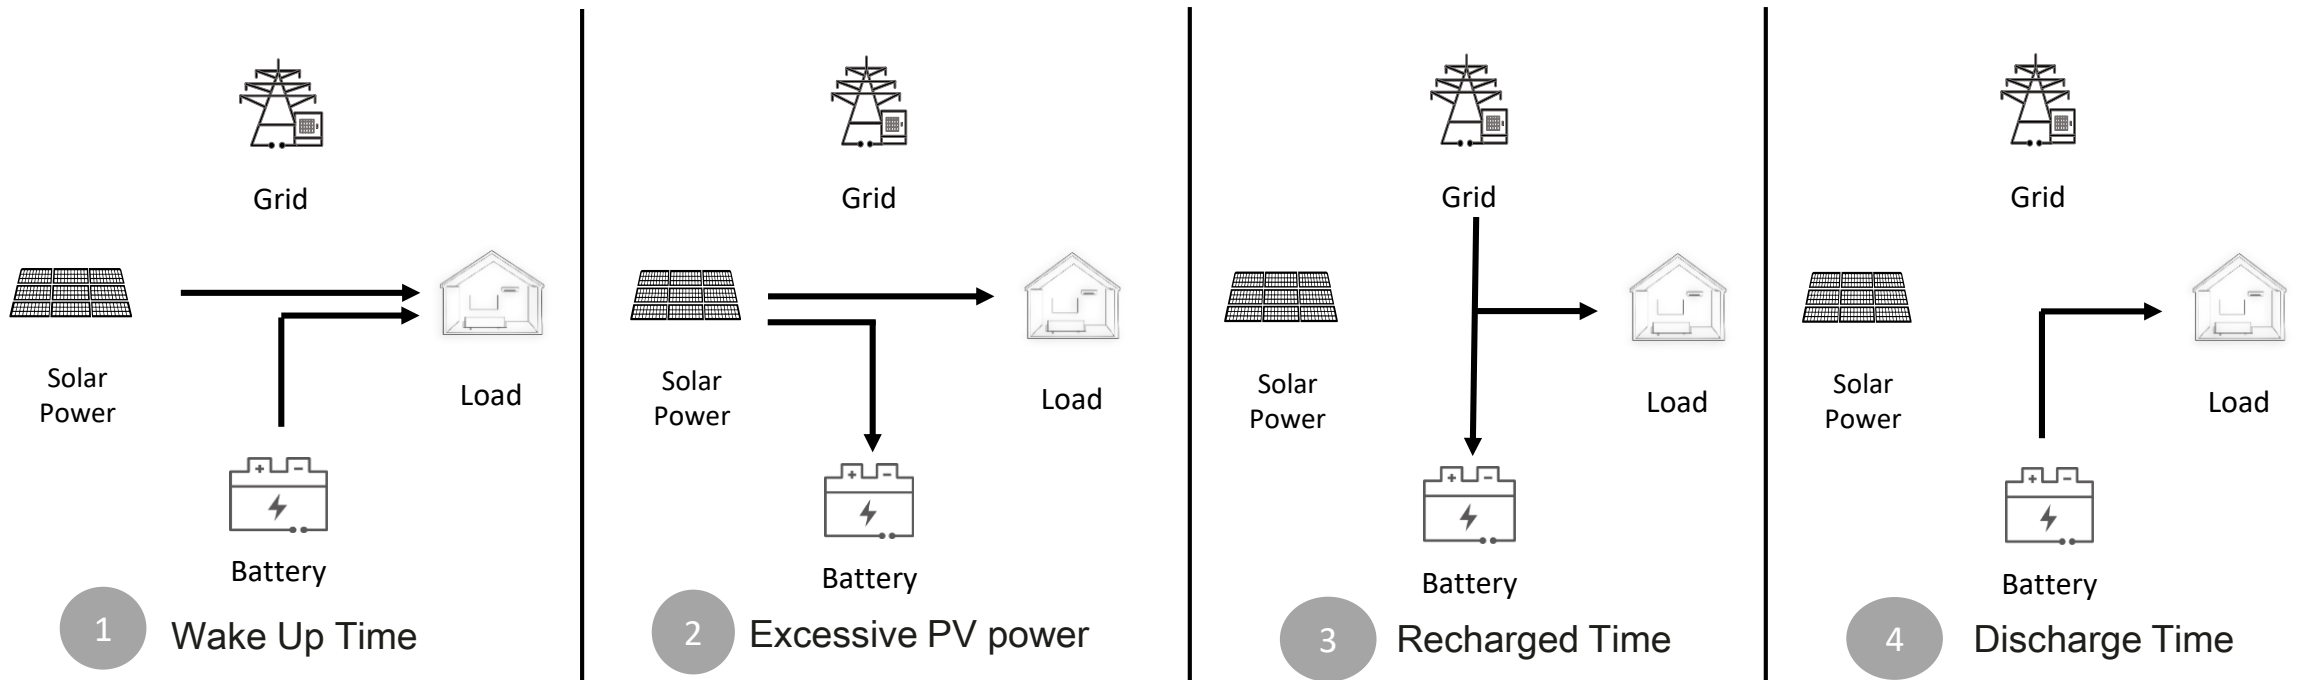 Grid
Solar
Power
Load
Battery
1
Wake Up Time
Grid
Solar
Power
Load
Battery
2
Excessive PV power
Grid
Solar
Power
Load
Battery
3
Recharged Time
Grid
Solar
Power
Load
Battery
4
Discharge Time